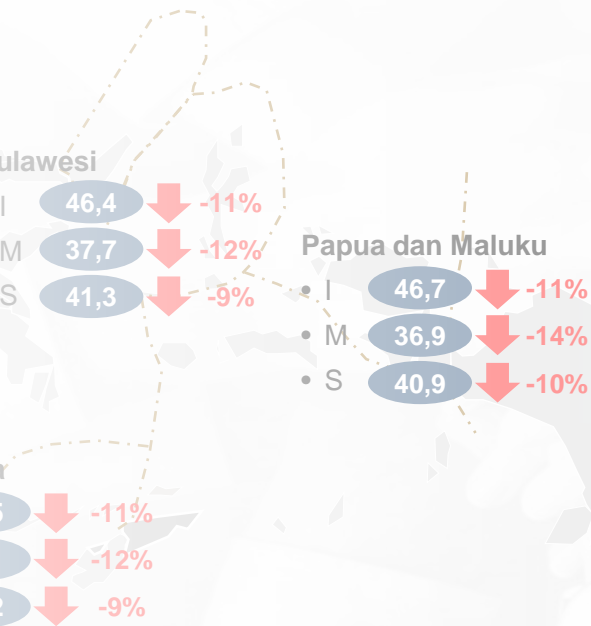 ulawesi
I 46,4 -11%
M 37,7 -12%
S 41,3 -9%
Papua dan Maluku
• I 46,7 -11%
• M 36,9 -14%
• S 40,9 -10%
a
-11%
-12%
2 -9%